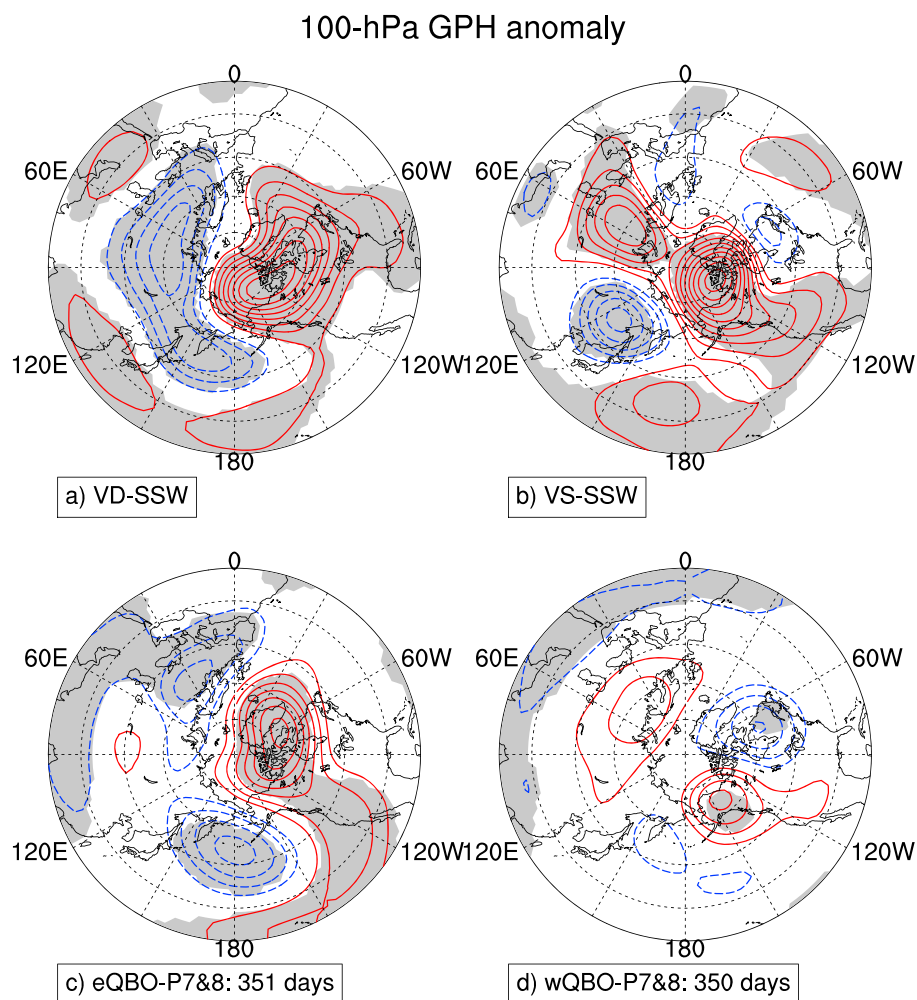 100-hPa GPH anomaly
0 0
60E 60W 60E 60W
120E 120W 120E 120W
180 180
a) VD-SSW b) VS-SSW
0 0
60E 60W 60E 60W
120E 120W 120E 120W
180 180
c) eQBO-P7&8: 351 days d) wQBO-P7&8: 350 days